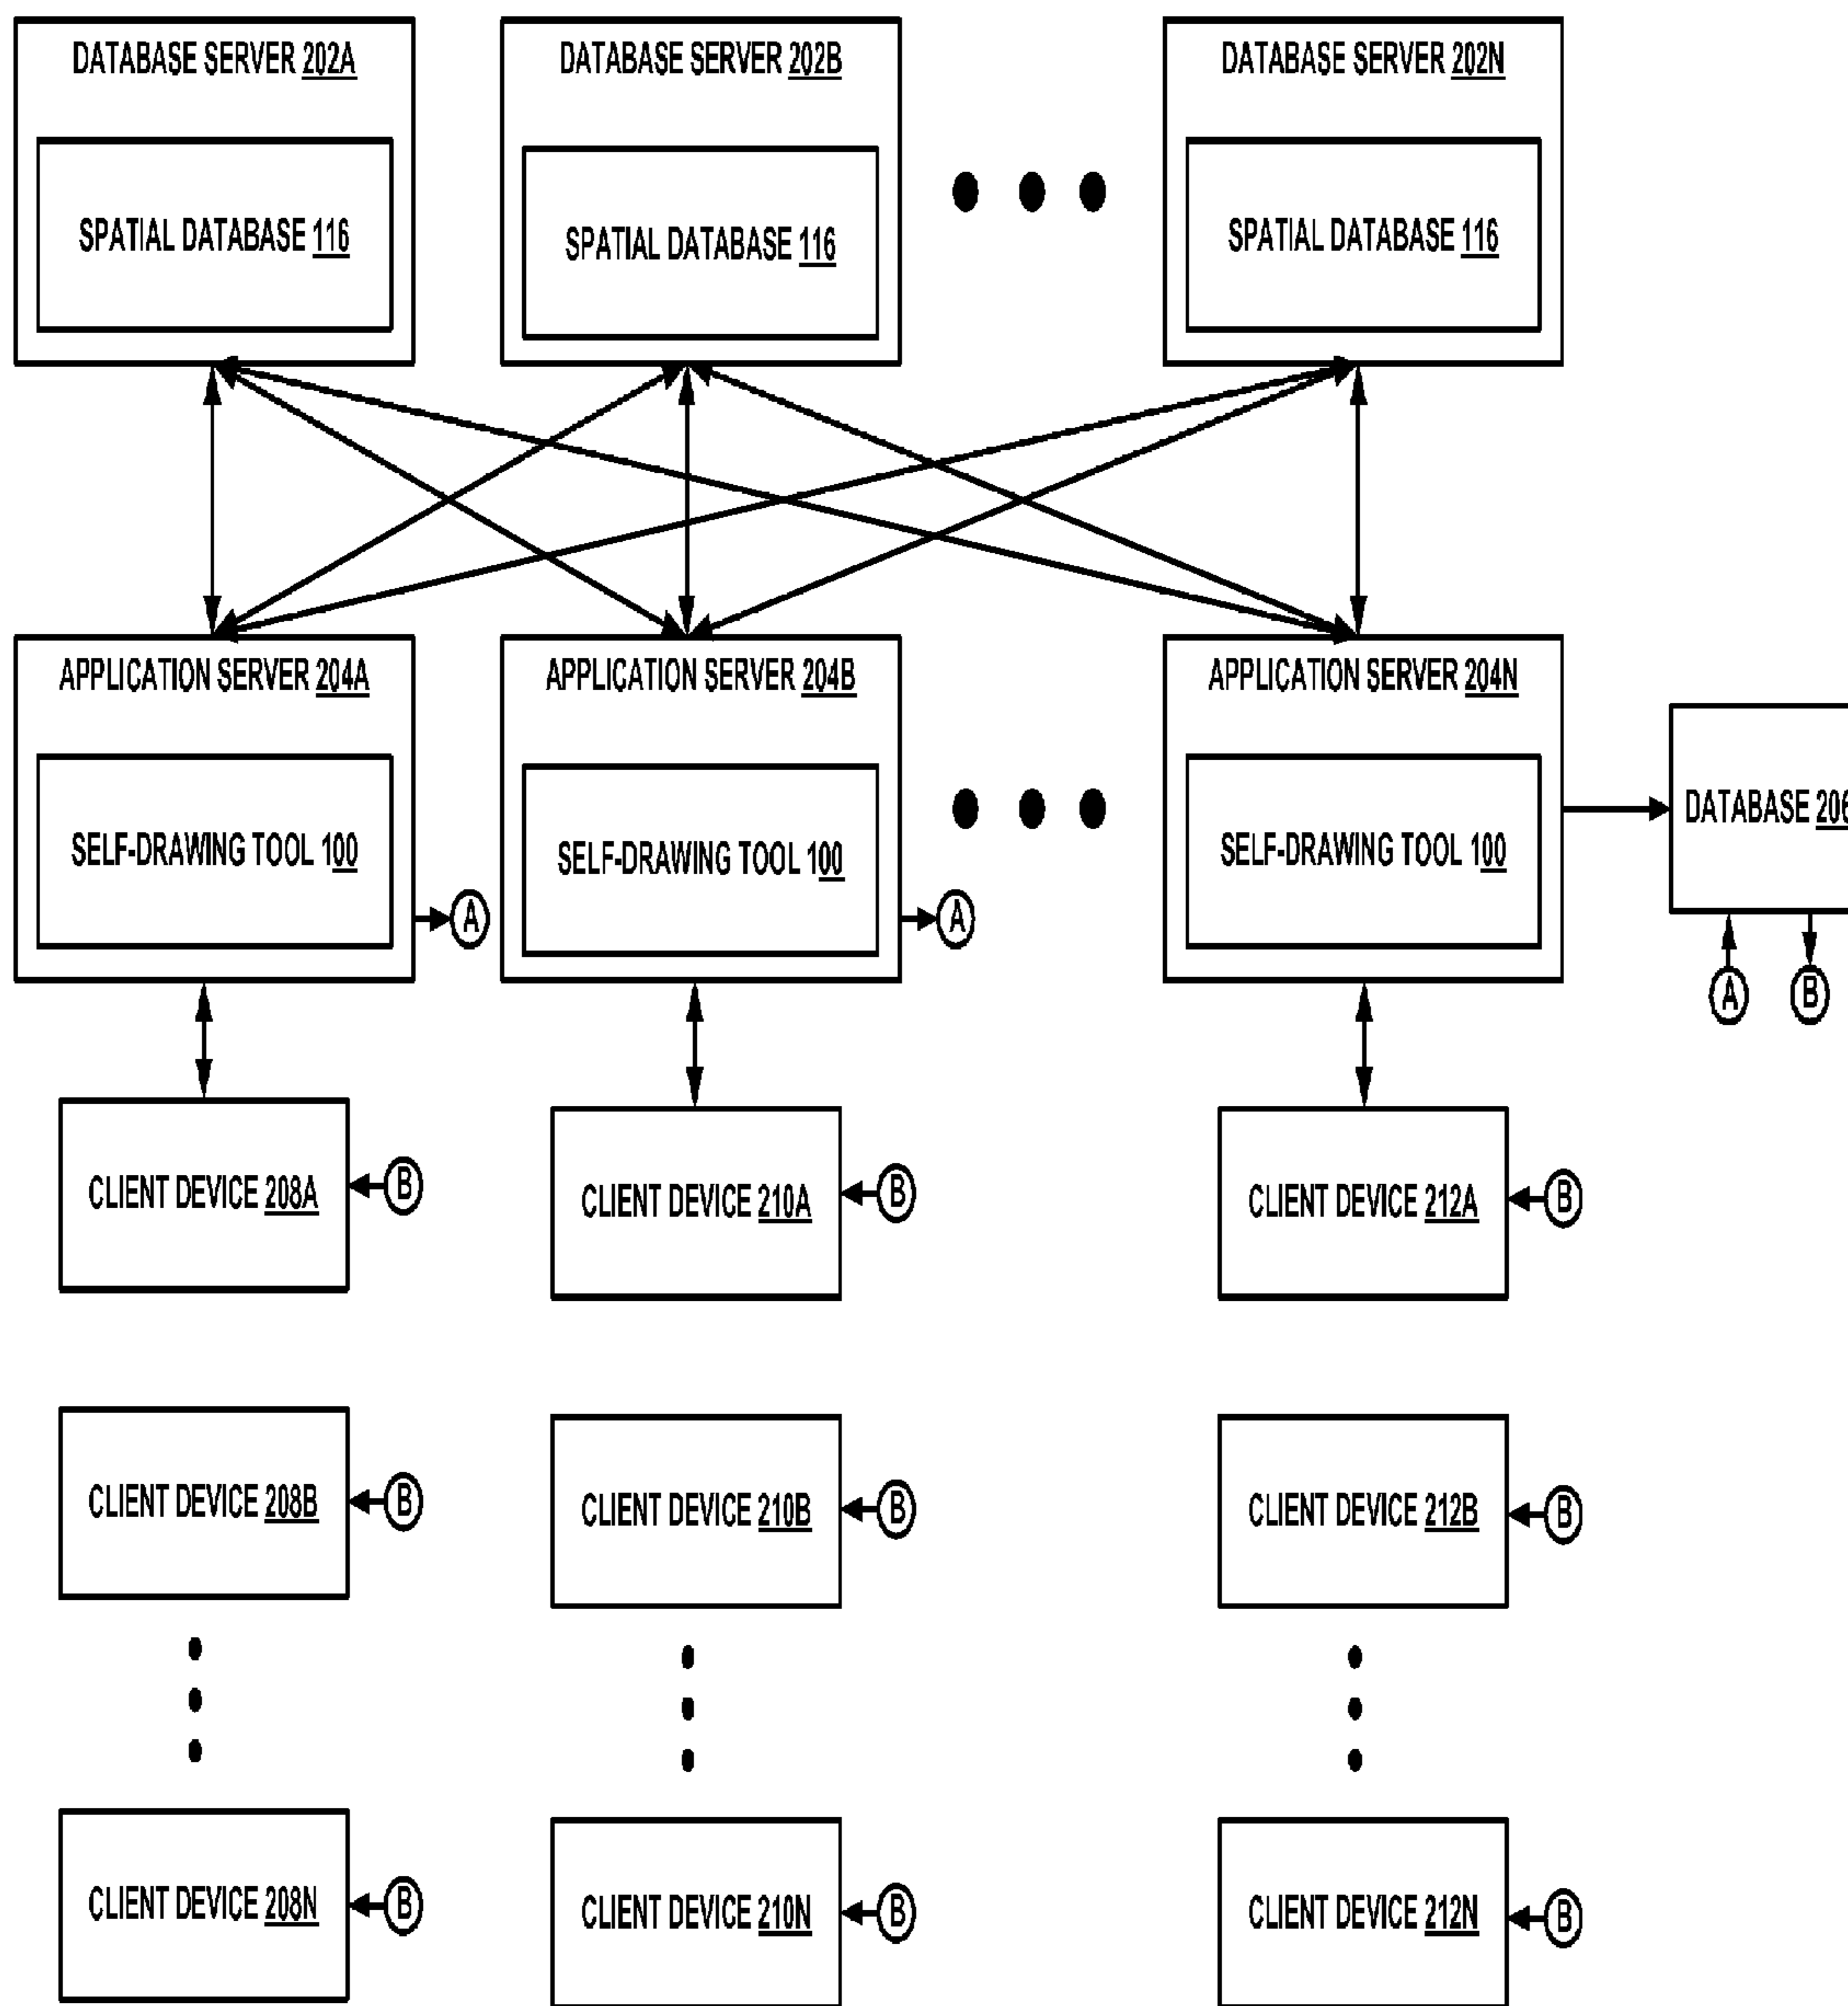 DATABASE SERVER 202A
DATABASE SERVER 202B
DATABASE SERVER 202N
SPATIAL DATABASE 116
SPATIAL DATABASE 116
SPATIAL DATABASE 116
APPLICATION SERVER 204A
APPLICATION SERVER 204B
APPLICATION SERVER 204N
SELF-DRAWING TOOL 100
SELF-DRAWING TOOL 100
SELF-DRAWING TOOL 100
DATABASE 206
A
A
A
B
CLIENT DEVICE 208A
B
CLIENT DEVICE 210A
B
CLIENT DEVICE 212A
B
CLIENT DEVICE 208B
B
CLIENT DEVICE 210B
B
CLIENT DEVICE 212B
B
CLIENT DEVICE 208N
B
CLIENT DEVICE 210N
B
CLIENT DEVICE 212N
B